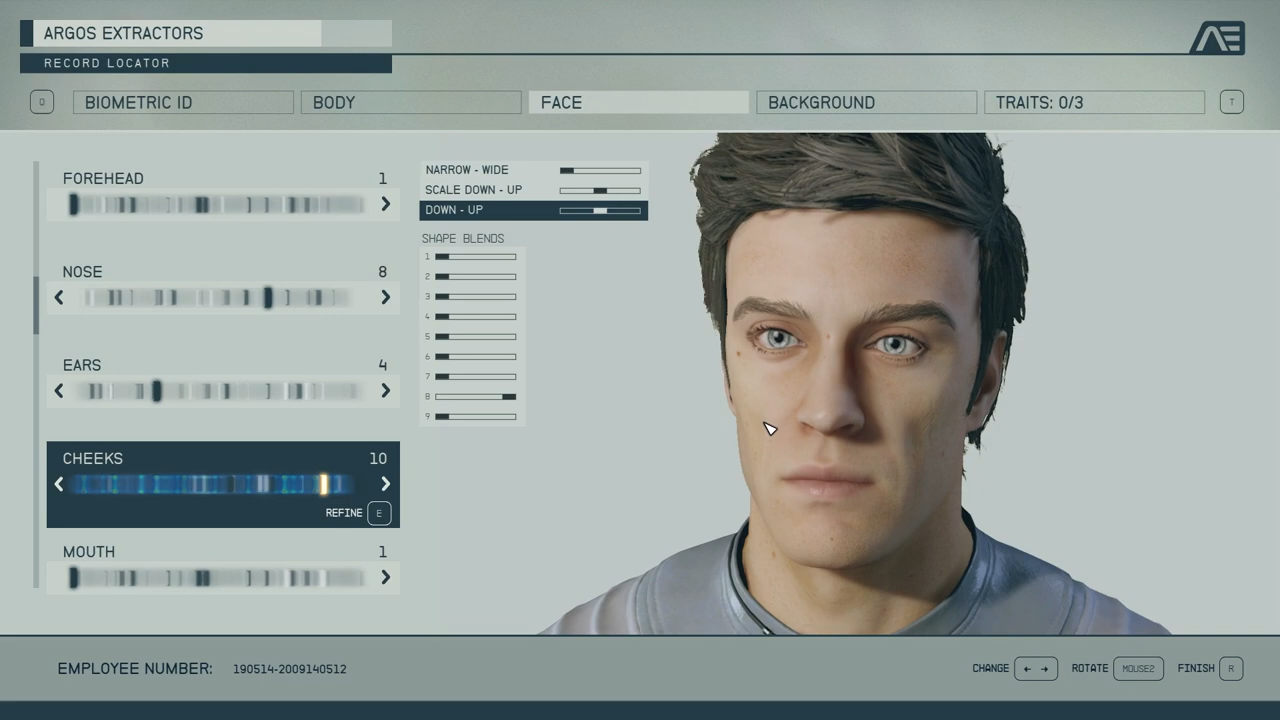 ARGOS EXTRACTORS
RECORD LOCATOR
AE
Q BIOMETRIC ID BODY FACE BACKGROUND TRAITS: 0/3 T
FOREHEAD 1
NOSE 8
EARS 4
CHEEKS 10
REFINE E
MOUTH 1
NARROW - WIDE
SCALE DOWN - UP
DOWN - UP
SHAPE BLENDS
1
2
3
4
5
6
7
8
9
EMPLOYEE NUMBER: 190514-2009140512
CHANGE ← → ROTATE MOUSE2 FINISH R